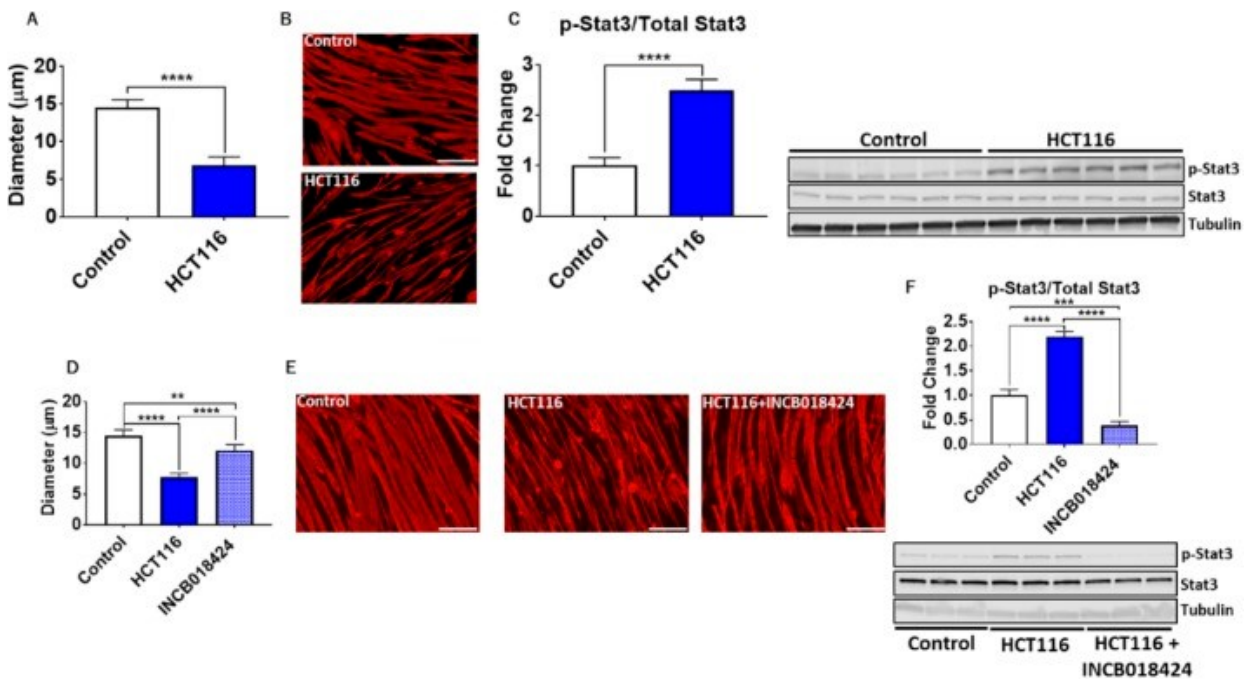 A
Diameter (μm)
20
15
10
5
0
****
Control
HCT116
B
Control
HCT116
C
p-Stat3/Total Stat3
Fold Change
3
2
1
0
****
Control
HCT116
Control
HCT116
p-Stat3
Stat3
Tubulin
D
Diameter (μm)
20
15
10
5
0
**
****
****
Control
HCT116
INCB018424
E
Control
HCT116
HCT116+INCB018424
F
p-Stat3/Total Stat3
Fold Change
2.5
2.0
1.5
1.0
0.5
0.0
***
****
****
Control
HCT116
INCB018424
p-Stat3
Stat3
Tubulin
Control
HCT116
HCT116 +
INCB018424